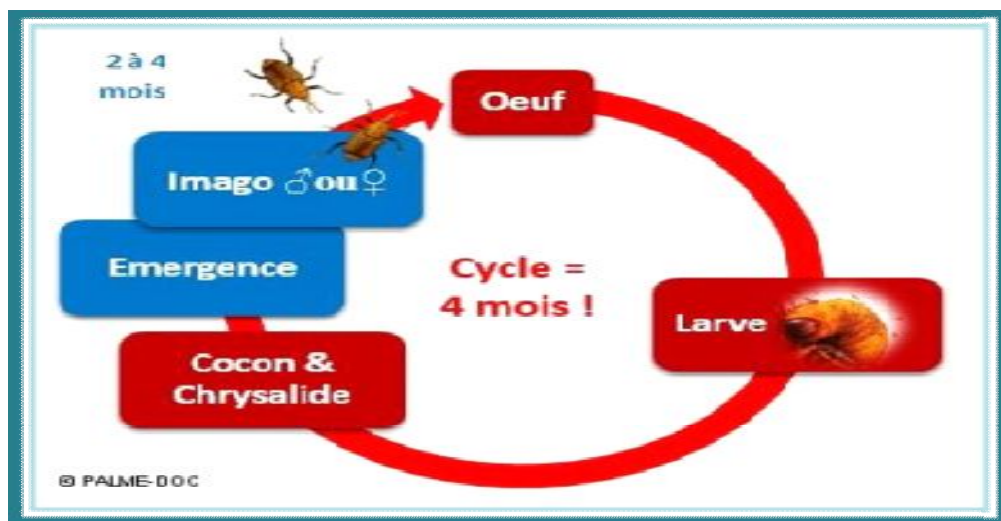 2 à 4
mois
Oeuf
Imago ♂ou♀
Emergence
Cycle =
4 mois !
Larve
Cocon &
Chrysalide
© PALME-DOC